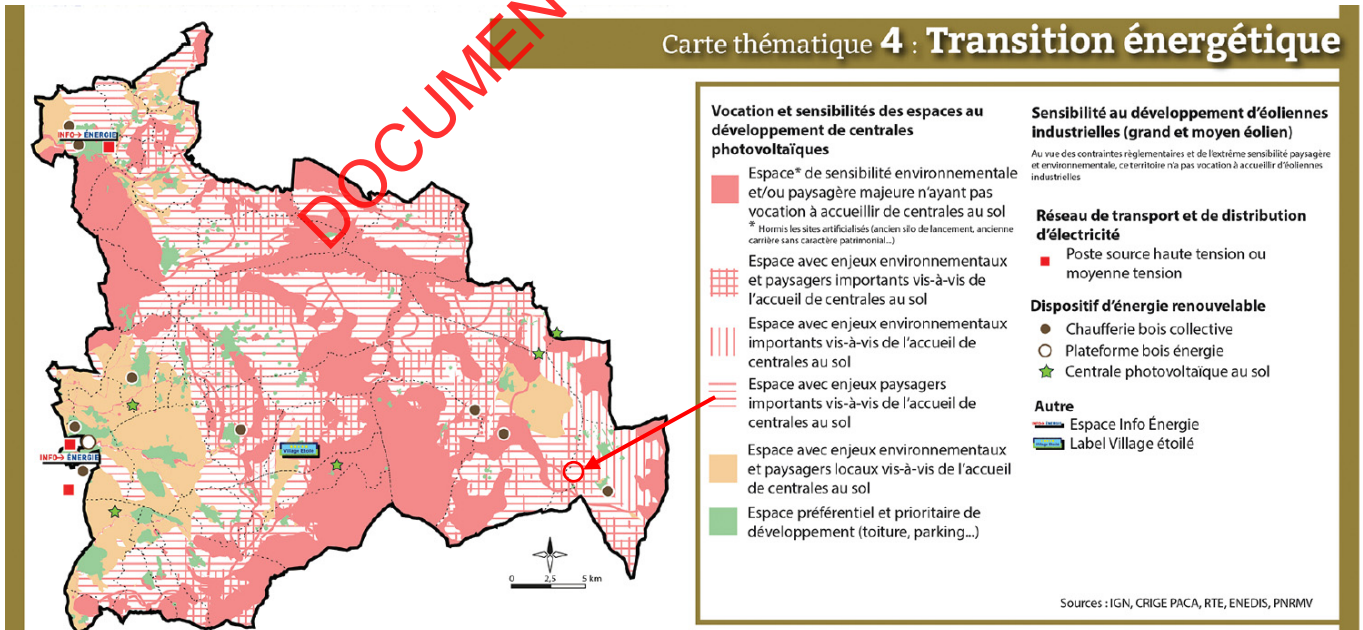 DOCUMEN
Carte thématique 4 : Transition énergétique
Vocation et sensibilités des espaces au
développement de centrales
photovoltaïques
Espace* de sensibilité environnementale
et/ou paysagère majeure n'ayant pas
vocation à accueillir de centrales au sol
* Hormis les sites artificialisés (ancien silo de lancement, ancienne
carrière sans caractère patrimonial...)
Espace avec enjeux environnementaux
et paysagers importants vis-à-vis de
l'accueil de centrales au sol
Espace avec enjeux environnementaux
importants vis-à-vis de l'accueil de
centrales au sol
Espace avec enjeux paysagers
importants vis-à-vis de l'accueil de
centrales au sol
Espace avec enjeux environnementaux
et paysagers locaux vis-à-vis de l'accueil
de centrales au sol
Espace préférentiel et prioritaire de
développement (toiture, parking...)
Sensibilité au développement d'éoliennes
industrielles (grand et moyen éolien)
Au vue des contraintes règlementaires et de l'extrême sensibilité paysagère
et environnementale, ce territoire n'a pas vocation à accueillir d'éoliennes
industrielles
Réseau de transport et de distribution
d'électricité
Poste source haute tension ou
moyenne tension
Dispositif d'énergie renouvelable
Chaufferie bois collective
Plateforme bois énergie
Centrale photovoltaïque au sol
Autre
INFO→ ÉNERGIE Espace Info Énergie
Village étoilé Label Village étoilé
Sources : IGN, CRIGE PACA, RTE, ENEDIS, PNRMV
INFO→ ÉNERGIE
INFO→ ÉNERGIE
Village étoilé
0 2,5 5 km